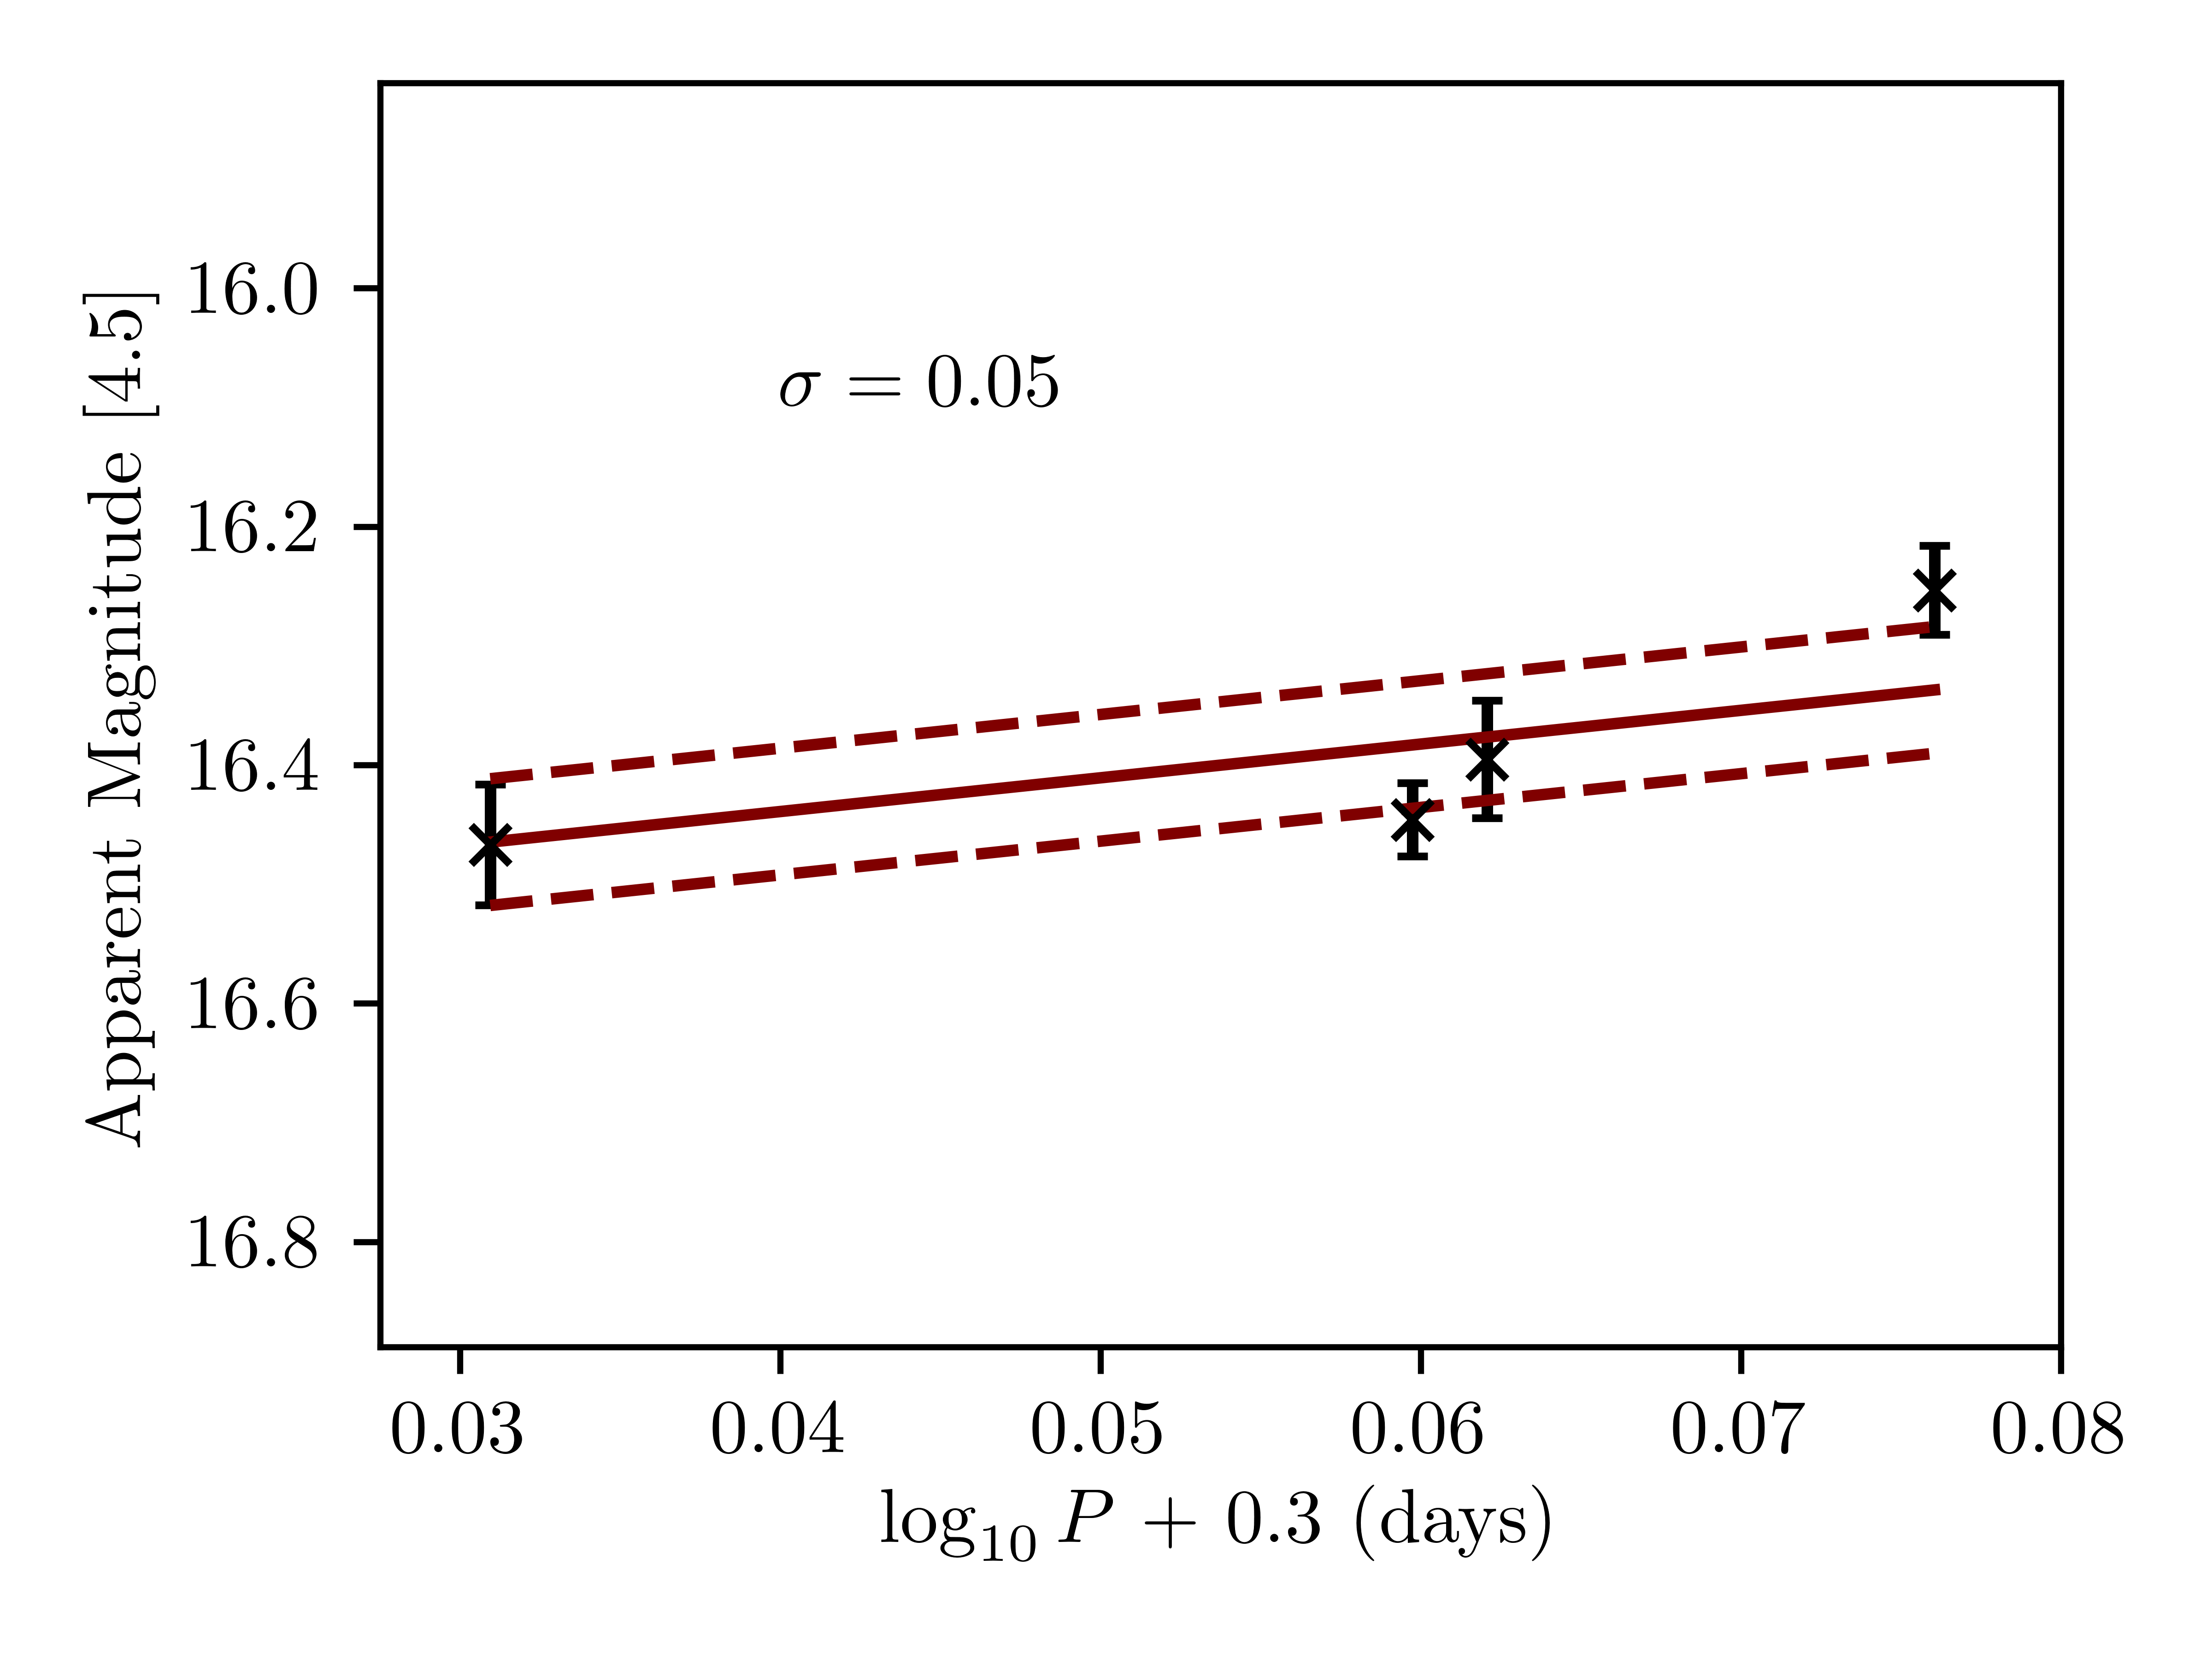 Apparent Magnitude [4.5]
16.0
16.2
16.4
16.6
16.8
σ = 0.05
0.03 0.04 0.05 0.06 0.07 0.08
log₁₀ P + 0.3 (days)